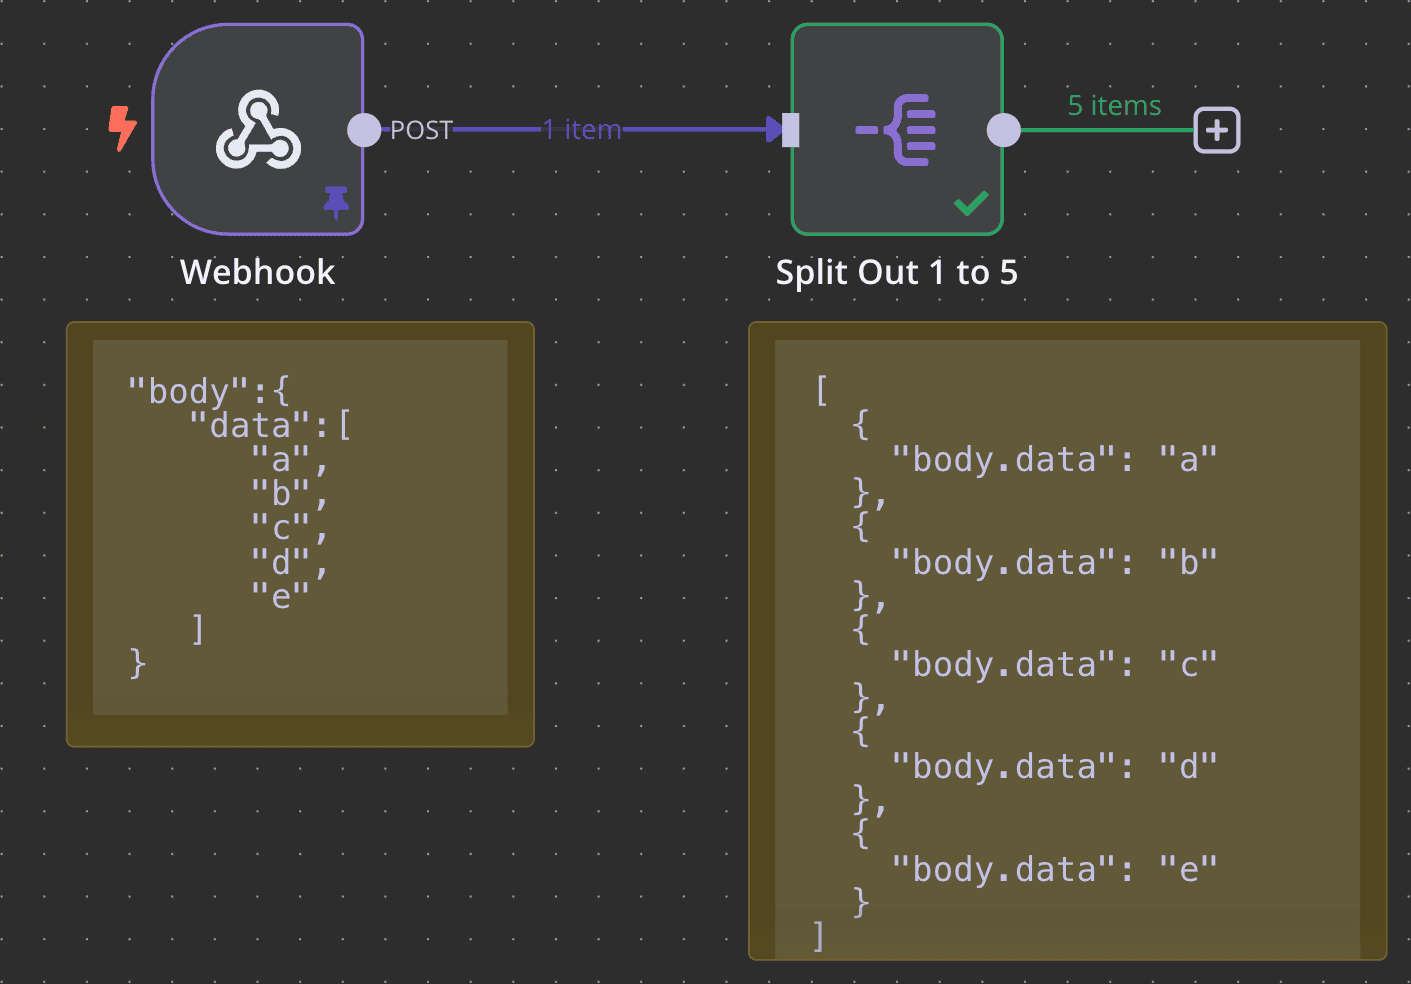 POST
1 item
5 items
Webhook
Split Out 1 to 5
"body":{
"data":[
"a",
"b",
"c",
"d",
"e"
]
}
[
{
"body.data": "a"
},
{
"body.data": "b"
},
{
"body.data": "c"
},
{
"body.data": "d"
},
{
"body.data": "e"
}
]